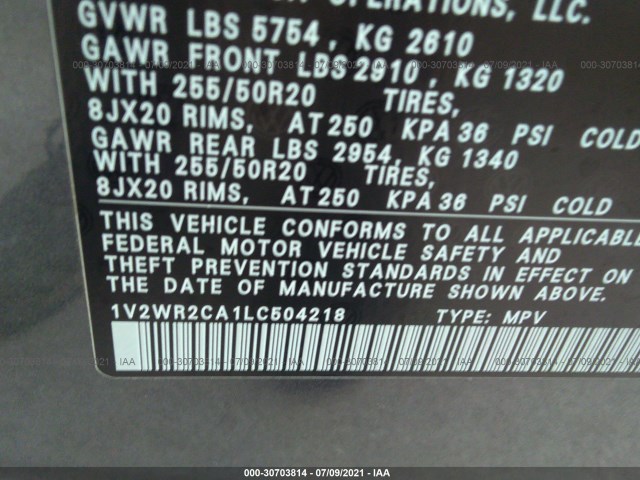 OPERATIONS, LLC.
GVWR LBS 5754, KG 2610
GAWR FRONT LBS 2910, KG 1320
WITH 255/50R20 TIRES,
8JX20 RIMS, AT 250 KPA 36 PSI COLD
GAWR REAR LBS 2954, KG 1340
WITH 255/50R20 TIRES,
8JX20 RIMS, AT 250 KPA 36 PSI COLD
THIS VEHICLE CONFORMS TO ALL APPLICABLE
FEDERAL MOTOR VEHICLE SAFETY AND
THEFT PREVENTION STANDARDS IN EFFECT ON
THE DATE OF MANUFACTURE SHOWN ABOVE.
1V2WR2CA1LC504218 TYPE: MPV
000-30703814 - 07/09/2021 - IAA